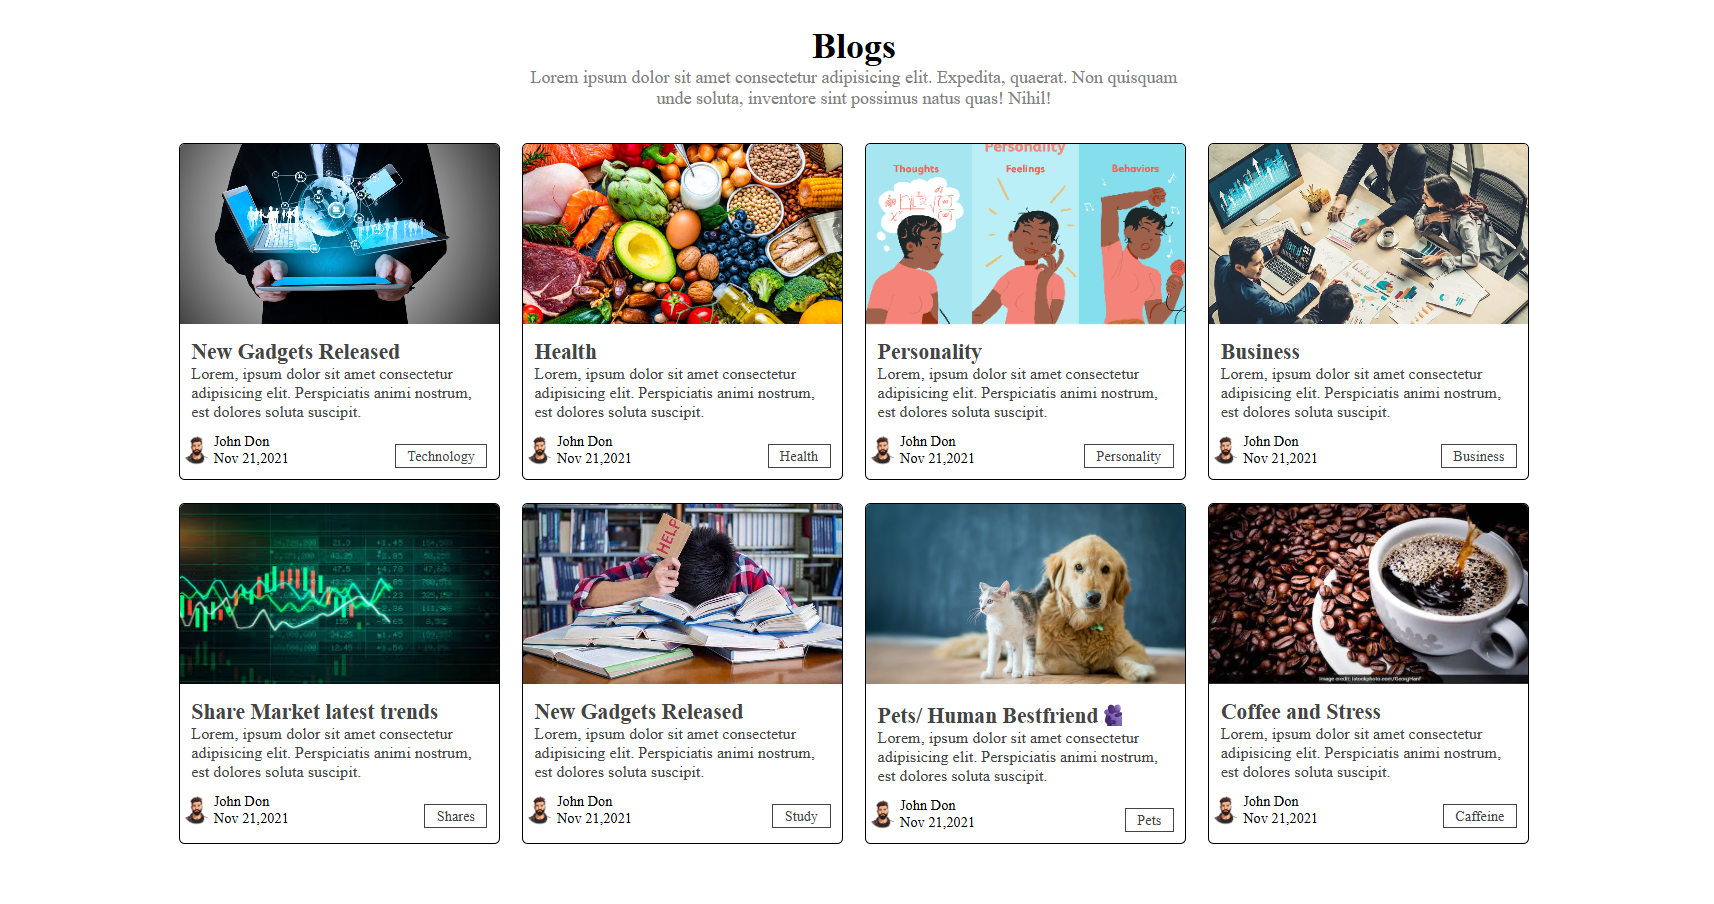 Blogs
Lorem ipsum dolor sit amet consectetur adipisicing elit. Expedita, quaerat. Non quisquam
unde soluta, inventore sint possimus natus quas! Nihil!
Personality
Thoughts
Feelings
Behaviors
New Gadgets Released
Lorem, ipsum dolor sit amet consectetur
adipisicing elit. Perspiciatis animi nostrum,
est dolores soluta suscipit.
John Don
Nov 21,2021
Technology
Health
Lorem, ipsum dolor sit amet consectetur
adipisicing elit. Perspiciatis animi nostrum,
est dolores soluta suscipit.
John Don
Nov 21,2021
Health
Personality
Lorem, ipsum dolor sit amet consectetur
adipisicing elit. Perspiciatis animi nostrum,
est dolores soluta suscipit.
John Don
Nov 21,2021
Personality
Business
Lorem, ipsum dolor sit amet consectetur
adipisicing elit. Perspiciatis animi nostrum,
est dolores soluta suscipit.
John Don
Nov 21,2021
Business
Share Market latest trends
Lorem, ipsum dolor sit amet consectetur
adipisicing elit. Perspiciatis animi nostrum,
est dolores soluta suscipit.
John Don
Nov 21,2021
Shares
HELP
New Gadgets Released
Lorem, ipsum dolor sit amet consectetur
adipisicing elit. Perspiciatis animi nostrum,
est dolores soluta suscipit.
John Don
Nov 21,2021
Study
Pets/ Human Bestfriend
Lorem, ipsum dolor sit amet consectetur
adipisicing elit. Perspiciatis animi nostrum,
est dolores soluta suscipit.
John Don
Nov 21,2021
Pets
Image credit: istockphoto.com/GeorgHanf
Coffee and Stress
Lorem, ipsum dolor sit amet consectetur
adipisicing elit. Perspiciatis animi nostrum,
est dolores soluta suscipit.
John Don
Nov 21,2021
Caffeine